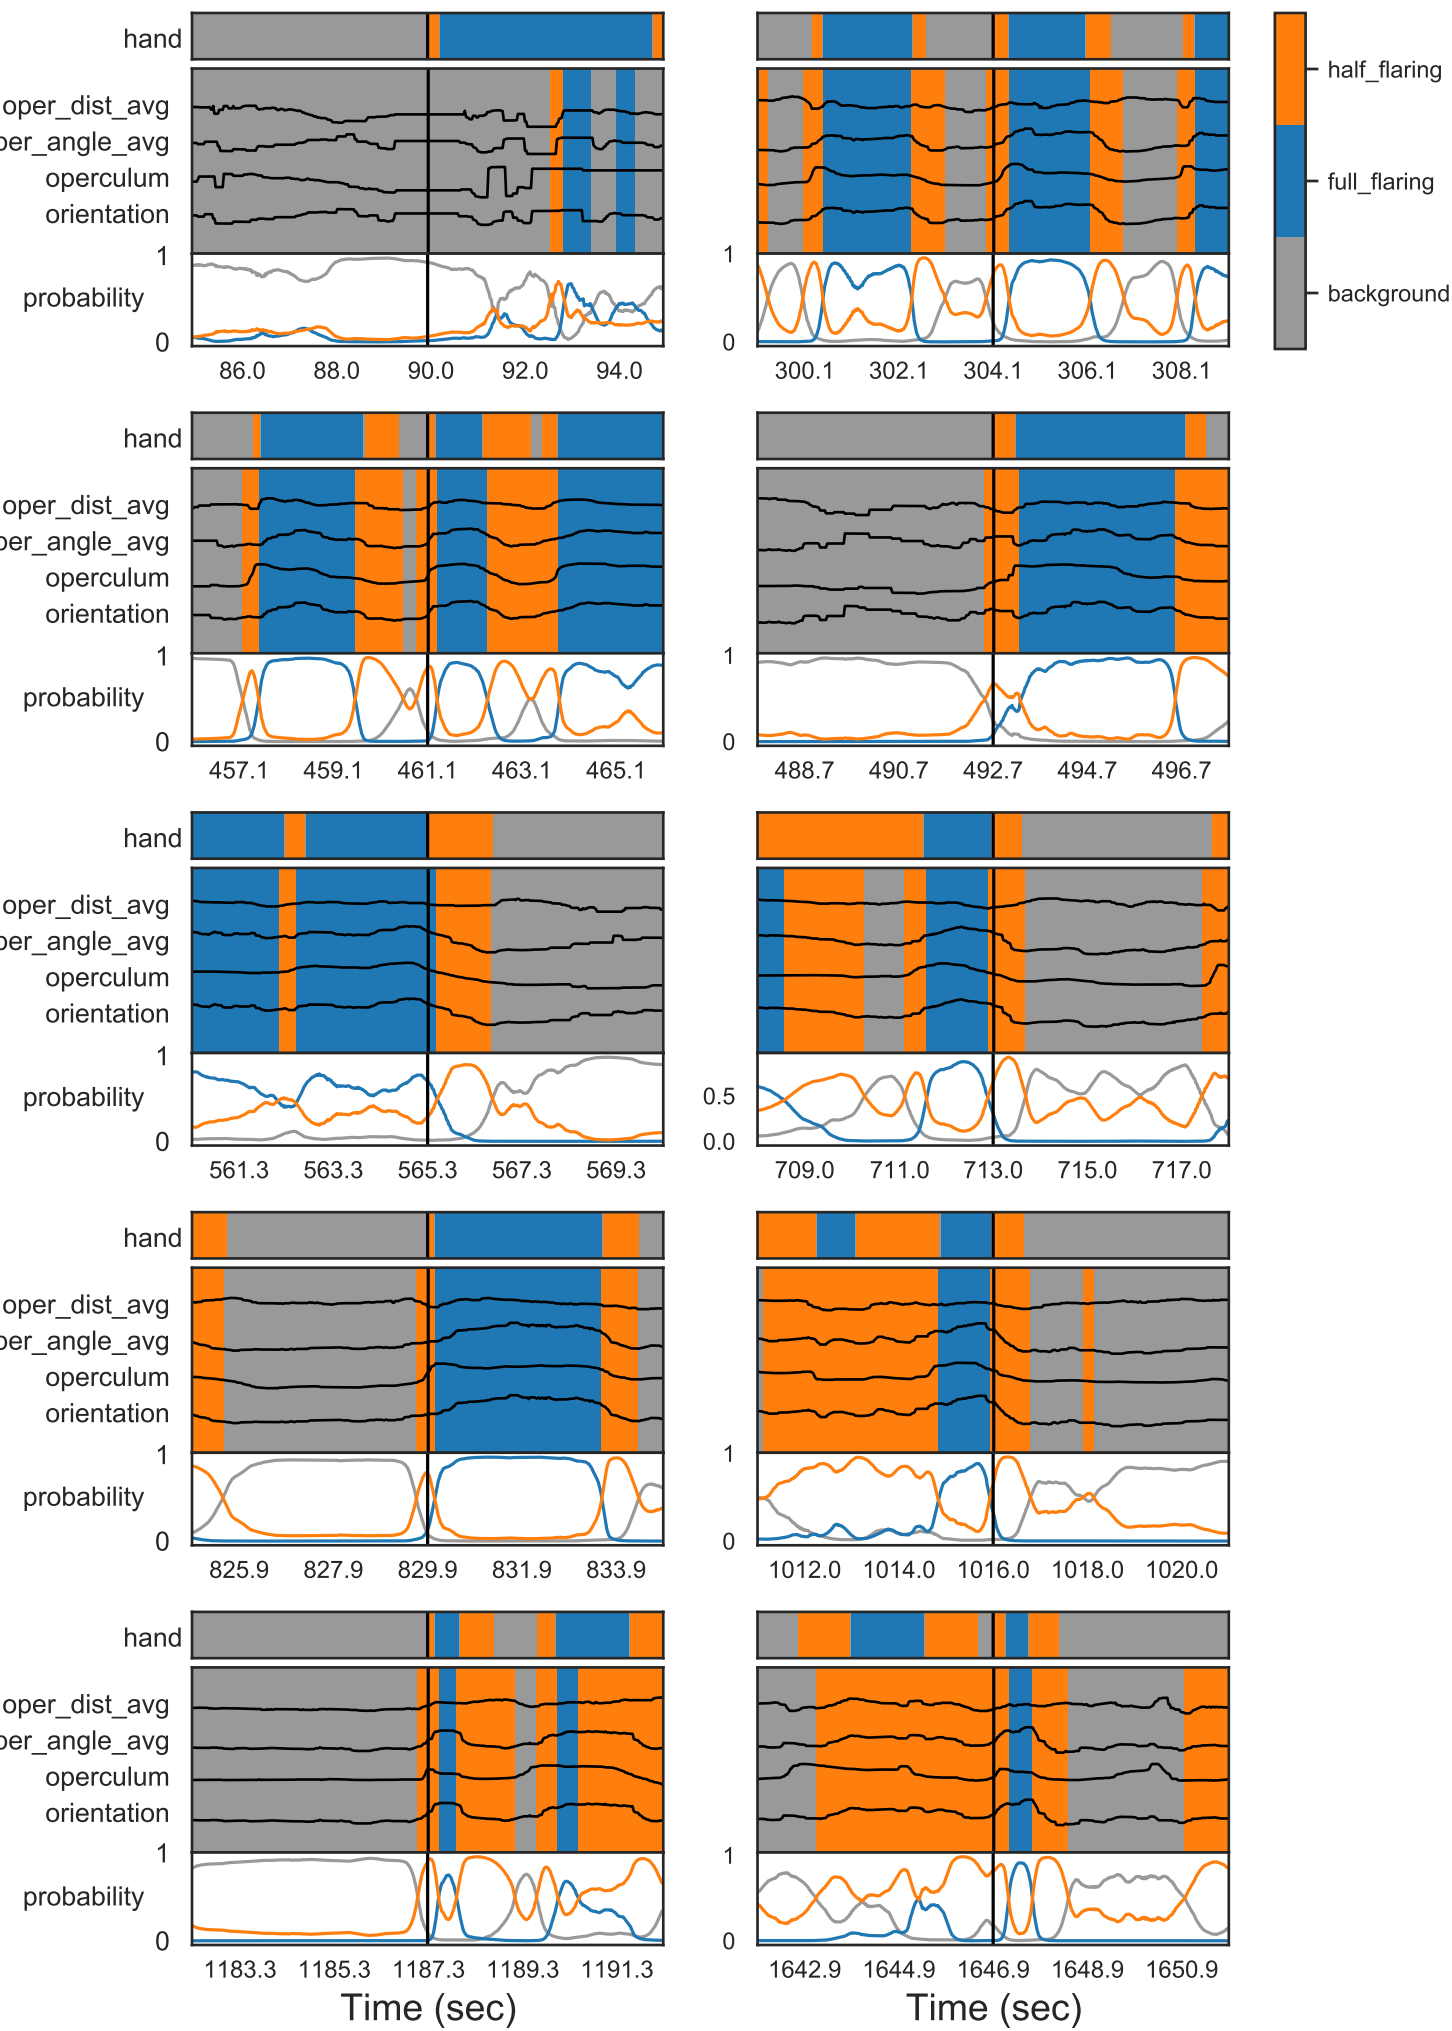 hand
oper_dist_avg
per_angle_avg
operculum
orientation
1
probability
0
86.0 88.0 90.0 92.0 94.0
1
0
300.1 302.1 304.1 306.1 308.1
half_flaring
full_flaring
background
hand
oper_dist_avg
per_angle_avg
operculum
orientation
1
probability
0
457.1 459.1 461.1 463.1 465.1
1
0
488.7 490.7 492.7 494.7 496.7
hand
oper_dist_avg
per_angle_avg
operculum
orientation
1
probability
0
561.3 563.3 565.3 567.3 569.3
0.5
0.0
709.0 711.0 713.0 715.0 717.0
hand
oper_dist_avg
per_angle_avg
operculum
orientation
1
probability
0
825.9 827.9 829.9 831.9 833.9
1
0
1012.0 1014.0 1016.0 1018.0 1020.0
hand
oper_dist_avg
per_angle_avg
operculum
orientation
1
probability
0
1183.3 1185.3 1187.3 1189.3 1191.3
Time (sec)
1
0
1642.9 1644.9 1646.9 1648.9 1650.9
Time (sec)